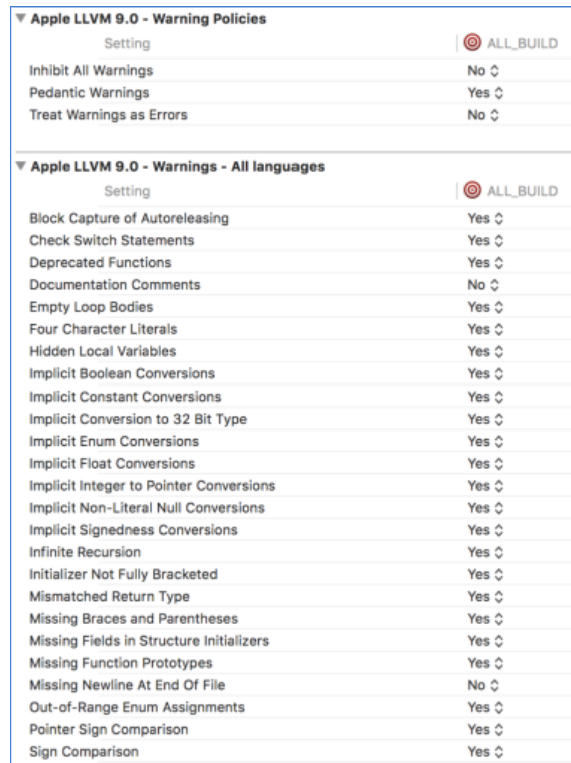 Apple LLVM 9.0 - Warning Policies
Setting ALL_BUILD
Inhibit All Warnings No
Pedantic Warnings Yes
Treat Warnings as Errors No
Apple LLVM 9.0 - Warnings - All languages
Setting ALL_BUILD
Block Capture of Autoreleasing Yes
Check Switch Statements Yes
Deprecated Functions Yes
Documentation Comments No
Empty Loop Bodies Yes
Four Character Literals Yes
Hidden Local Variables Yes
Implicit Boolean Conversions Yes
Implicit Constant Conversions Yes
Implicit Conversion to 32 Bit Type Yes
Implicit Enum Conversions Yes
Implicit Float Conversions Yes
Implicit Integer to Pointer Conversions Yes
Implicit Non-Literal Null Conversions Yes
Implicit Signedness Conversions Yes
Infinite Recursion Yes
Initializer Not Fully Bracketed Yes
Mismatched Return Type Yes
Missing Braces and Parentheses Yes
Missing Fields in Structure Initializers Yes
Missing Function Prototypes Yes
Missing Newline At End Of File No
Out-of-Range Enum Assignments Yes
Pointer Sign Comparison Yes
Sign Comparison Yes